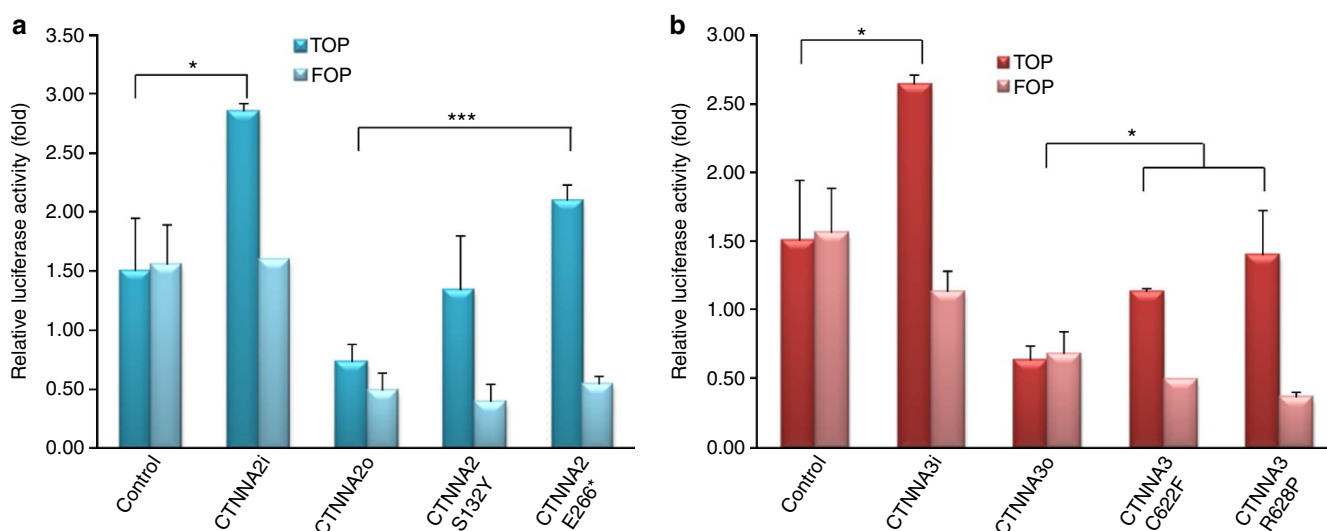 a
3.50
3.00
2.50
2.00
1.50
1.00
0.50
0.00
Relative luciferase activity (fold)
TOP
FOP
*
***
Control
CTNNA2i
CTNNA2o
CTNNA2
S132Y
CTNNA2
E266*
b
3.00
2.50
2.00
1.50
1.00
0.50
0.00
Relative luciferase activity (fold)
TOP
FOP
*
*
Control
CTNNA3i
CTNNA3o
CTNNA3
C622F
CTNNA3
R628P